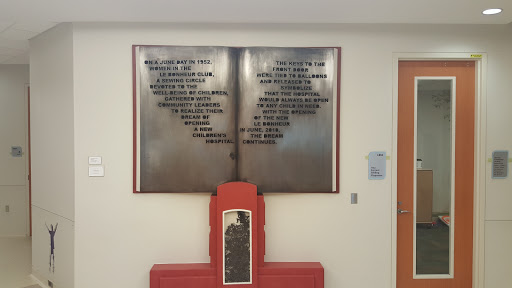 ON A JUNE DAY IN 1952,
WOMEN IN THE
LE BONHEUR CLUB,
A SEWING CIRCLE
DEVOTED TO THE
WELL-BEING OF CHILDREN,
GATHERED WITH
COMMUNITY LEADERS
TO REALIZE THEIR
DREAM OF
OPENING
A NEW
CHILDREN'S
HOSPITAL
THE KEYS TO THE
FRONT DOOR
WERE TIED TO BALLOONS
AND RELEASED TO
SYMBOLIZE
THAT THE HOSPITAL
WOULD ALWAYS BE OPEN
TO ANY CHILD IN NEED.
WITH THE OPENING
OF THE NEW
LE BONHEUR
IN JUNE, 2010,
THE DREAM
CONTINUES.